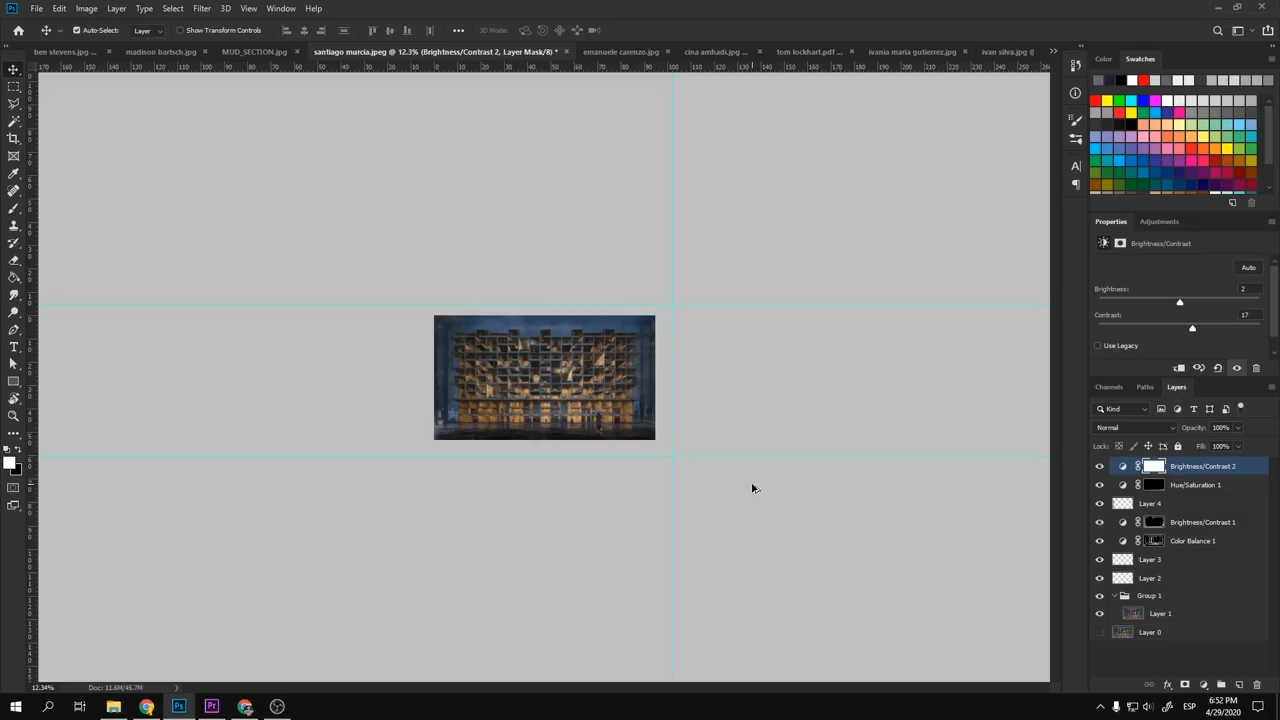 Ps File Edit Image Layer Type Select Filter 3D View Window Help
Auto-Select: Layer Show Transform Controls 3D Mode:
ben stevens.jpg ... × madison bartsch.jpg × MUD_SECTION.jpg × santiago murcia.jpeg @ 12.3% (Brightness/Contrast 2, Layer Mask/8) * × emanuele carenzo.jpg × cina amhadi.jpg ... × tom lockhart.pdf ... × ivania maria gutierrez.jpg × ivan silva.jpg @
Color Swatches
Properties Adjustments
Brightness/Contrast
Auto
Brightness: 2
Contrast: 17
Use Legacy
Channels Paths Layers
Kind
Normal Opacity: 100%
Lock: Fill: 100%
Brightness/Contrast 2
Hue/Saturation 1
Layer 4
Brightness/Contrast 1
Color Balance 1
Layer 3
Layer 2
Group 1
Layer 1
Layer 0
12.34% Doc: 11.6M/45.7M
Ps Pr ESP 6:52 PM
4/29/2020